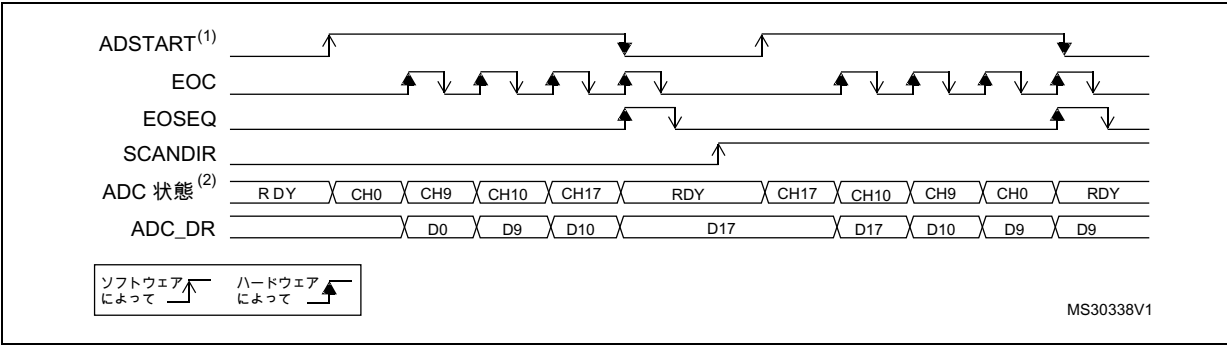 ADSTART(1)
EOC
EOSEQ
SCANDIR
ADC 状態(2) RDY CH0 CH9 CH10 CH17 RDY CH17 CH10 CH9 CH0 RDY
ADC_DR D0 D9 D10 D17 D17 D10 D9 D9
ソフトウェア
によって
ハードウェア
によって
MS30338V1